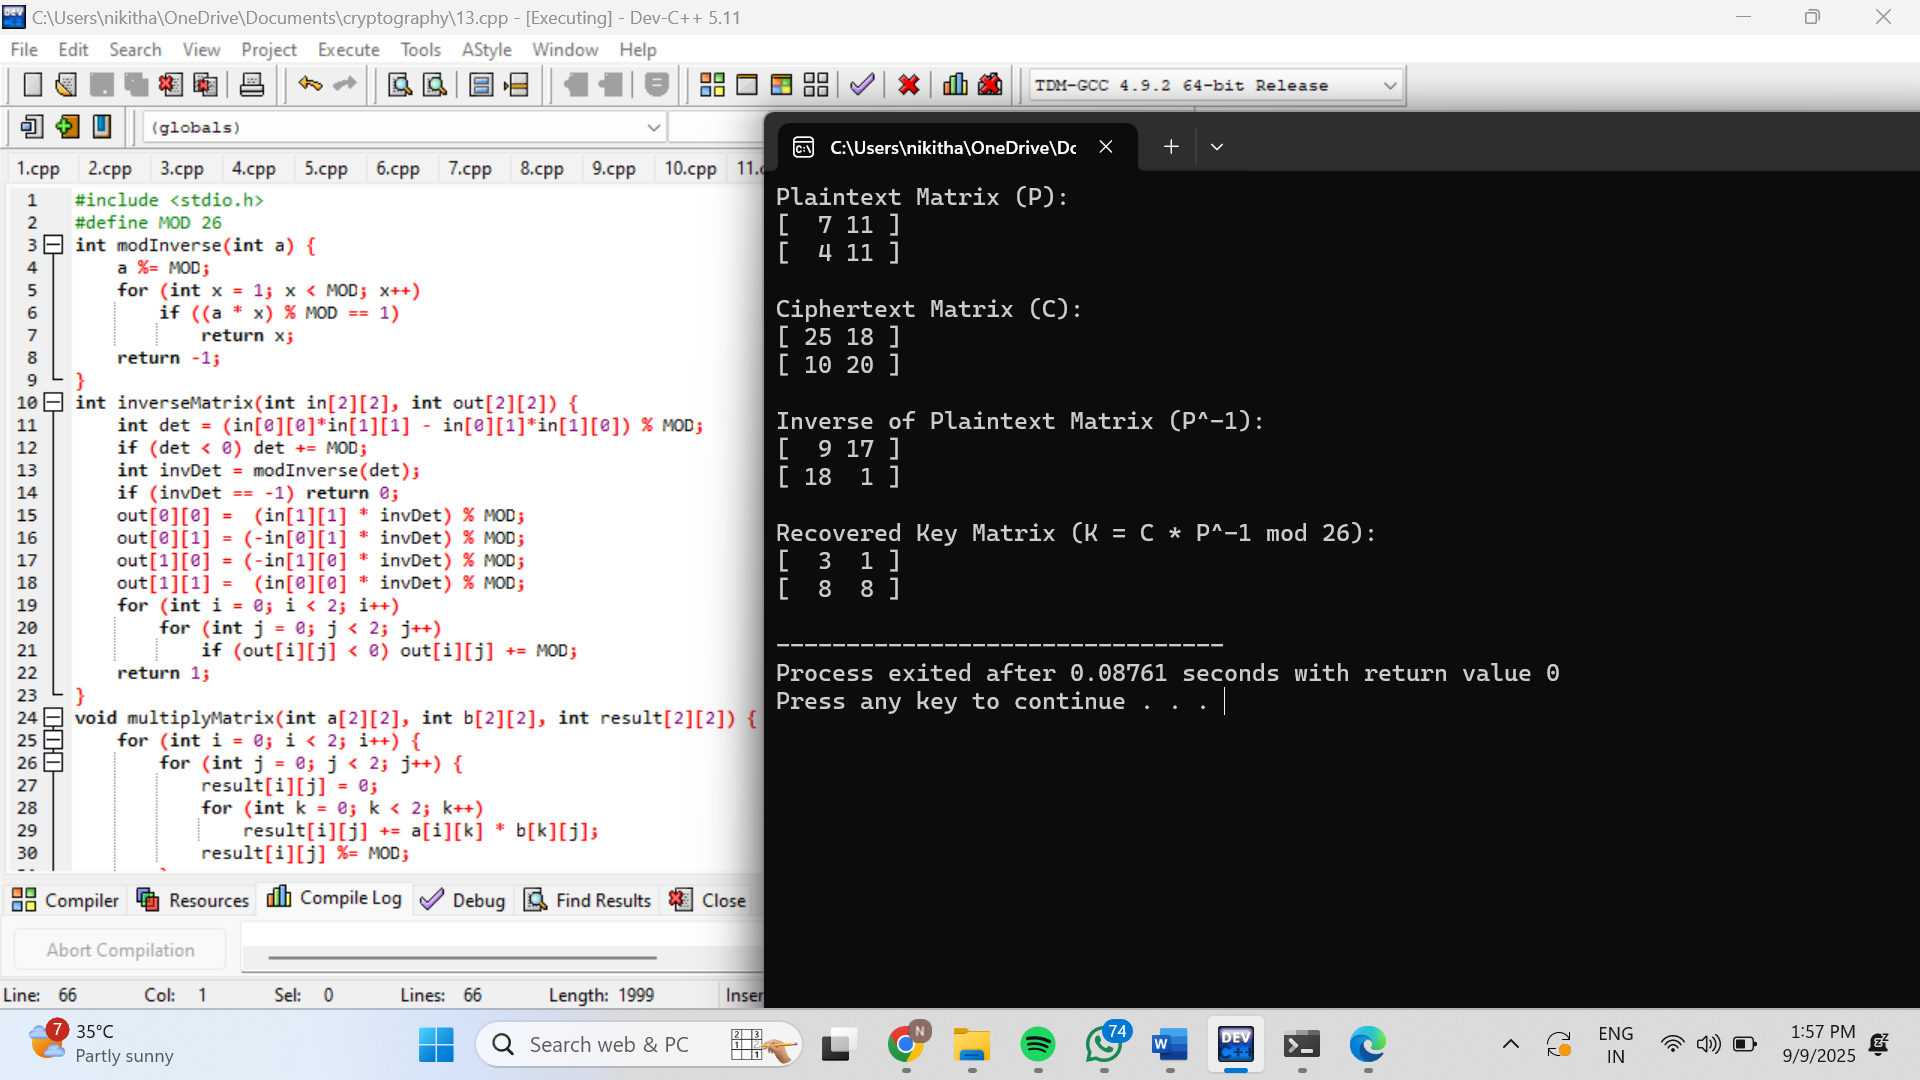 C:\Users\nikitha\OneDrive\Documents\cryptography\13.cpp - [Executing] - Dev-C++ 5.11
File Edit Search View Project Execute Tools AStyle Window Help
TDM-GCC 4.9.2 64-bit Release
(globals)
1.cpp 2.cpp 3.cpp 4.cpp 5.cpp 6.cpp 7.cpp 8.cpp 9.cpp 10.cpp 11.c
1 #include <stdio.h>
2 #define MOD 26
3 int modInverse(int a) {
4 a %= MOD;
5 for (int x = 1; x < MOD; x++)
6 if ((a * x) % MOD == 1)
7 return x;
8 return -1;
9 }
10 int inverseMatrix(int in[2][2], int out[2][2]) {
11 int det = (in[0][0]*in[1][1] - in[0][1]*in[1][0]) % MOD;
12 if (det < 0) det += MOD;
13 int invDet = modInverse(det);
14 if (invDet == -1) return 0;
15 out[0][0] =  (in[1][1] * invDet) % MOD;
16 out[0][1] = (-in[0][1] * invDet) % MOD;
17 out[1][0] = (-in[1][0] * invDet) % MOD;
18 out[1][1] =  (in[0][0] * invDet) % MOD;
19 for (int i = 0; i < 2; i++)
20 for (int j = 0; j < 2; j++)
21 if (out[i][j] < 0) out[i][j] += MOD;
22 return 1;
23 }
24 void multiplyMatrix(int a[2][2], int b[2][2], int result[2][2]) {
25 for (int i = 0; i < 2; i++) {
26 for (int j = 0; j < 2; j++) {
27 result[i][j] = 0;
28 for (int k = 0; k < 2; k++)
29 result[i][j] += a[i][k] * b[k][j];
30 result[i][j] %= MOD;
Compiler Resources Compile Log Debug Find Results Close
Abort Compilation
Line: 66 Col: 1 Sel: 0 Lines: 66 Length: 1999 Inser
C:\Users\nikitha\OneDrive\Dc
Plaintext Matrix (P):
[  7 11 ]
[  4 11 ]
Ciphertext Matrix (C):
[ 25 18 ]
[ 10 20 ]
Inverse of Plaintext Matrix (P^-1):
[  9 17 ]
[ 18  1 ]
Recovered Key Matrix (K = C * P^-1 mod 26):
[  3  1 ]
[  8  8 ]
--------------------------------
Process exited after 0.08761 seconds with return value 0
Press any key to continue . . .
7 35°C
Partly sunny
Search web & PC
N
74
DEV
C++
ENG
IN
1:57 PM
9/9/2025